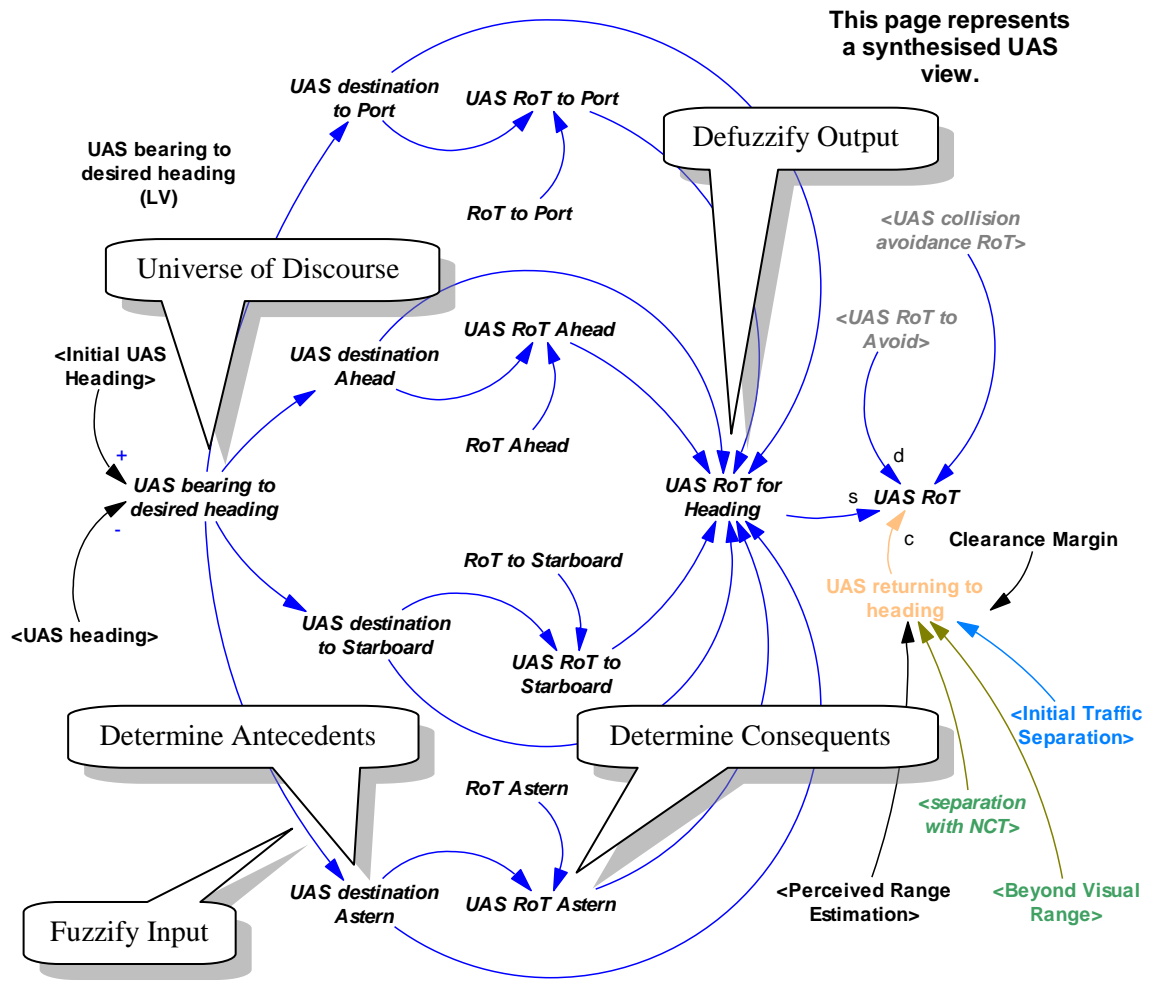 This page represents
a synthesised UAS
view.
UAS destination
to Port
UAS RoT to Port
Defuzzify Output
UAS bearing to
desired heading
(LV)
RoT to Port
<UAS collision
avoidance RoT>
Universe of Discourse
<UAS RoT to
Avoid>
UAS RoT Ahead
<Initial UAS
Heading>
UAS destination
Ahead
RoT Ahead
+
d
UAS bearing to
desired heading
UAS RoT for
Heading
s
UAS RoT
-
c
Clearance Margin
RoT to Starboard
UAS returning to
heading
<UAS heading>
UAS destination
to Starboard
UAS RoT to
Starboard
Determine Antecedents
Determine Consequents
<Initial Traffic
Separation>
RoT Astern
<separation
with NCT>
UAS destination
Astern
UAS RoT Astern
<Perceived Range
Estimation>
<Beyond Visual
Range>
Fuzzify Input